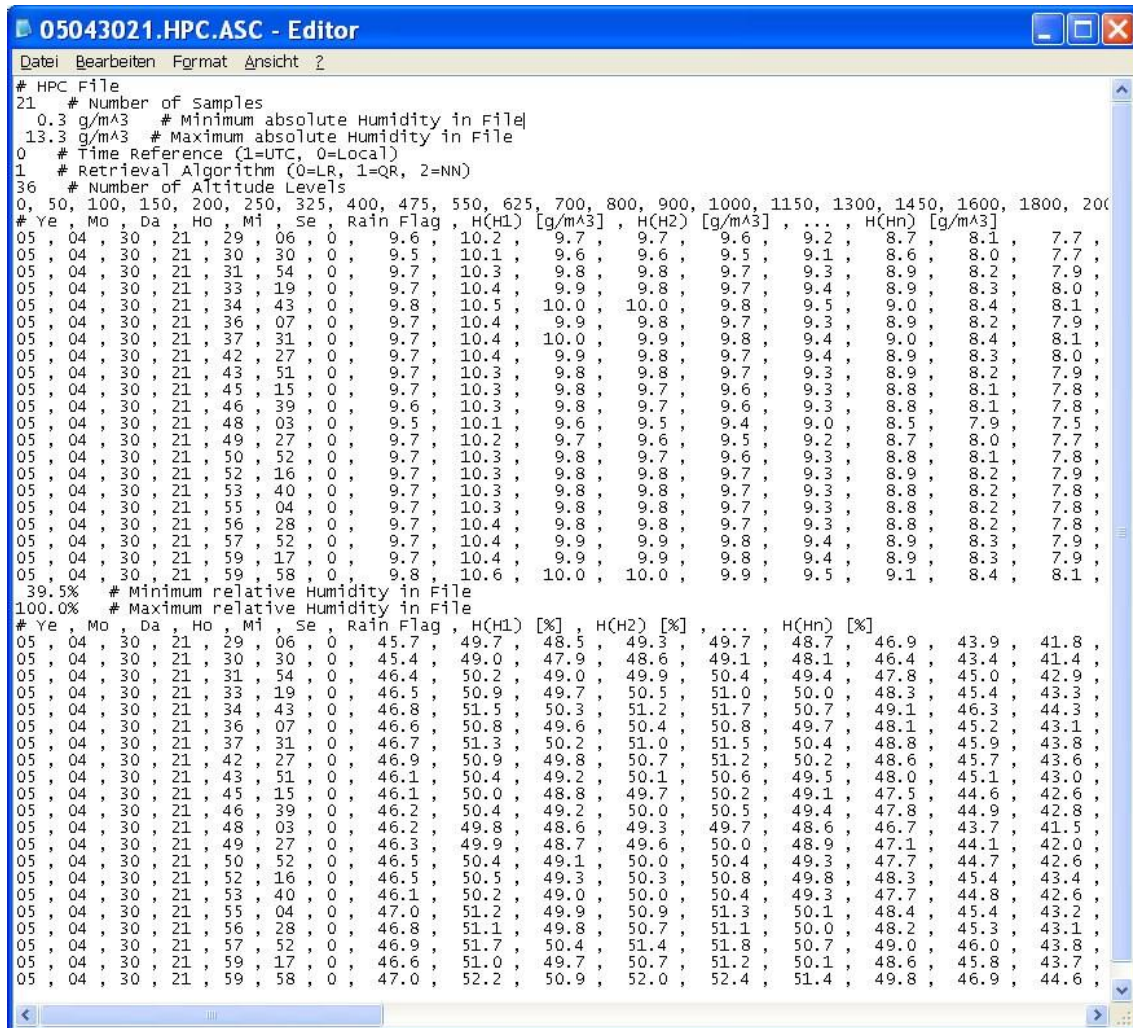 05043021.HPC.ASC - Editor
Datei Bearbeiten Format Ansicht ?
# HPC File
21 # Number of Samples
0.3 g/m^3 # Minimum absolute Humidity in File
13.3 g/m^3 # Maximum absolute Humidity in File
0 # Time Reference (1=UTC, 0=Local)
1 # Retrieval Algorithm (0=LR, 1=QR, 2=NN)
36 # Number of Altitude Levels
0, 50, 100, 150, 200, 250, 325, 400, 475, 550, 625, 700, 800, 900, 1000, 1150, 1300, 1450, 1600, 1800, 200
# Ye , Mo , Da , Ho , Mi , Se , Rain Flag , H(H1) [g/m^3] , H(H2) [g/m^3] , ... , H(Hn) [g/m^3]
05 , 04 , 30 , 21 , 29 , 06 , 0 , 9.6 , 10.2 , 9.7 , 9.7 , 9.6 , 9.2 , 8.7 , 8.1 , 7.7 ,
05 , 04 , 30 , 21 , 30 , 30 , 0 , 9.5 , 10.1 , 9.6 , 9.6 , 9.5 , 9.1 , 8.6 , 8.0 , 7.7 ,
05 , 04 , 30 , 21 , 31 , 54 , 0 , 9.7 , 10.3 , 9.8 , 9.8 , 9.7 , 9.3 , 8.9 , 8.2 , 7.9 ,
05 , 04 , 30 , 21 , 33 , 19 , 0 , 9.7 , 10.4 , 9.9 , 9.8 , 9.7 , 9.4 , 8.9 , 8.3 , 8.0 ,
05 , 04 , 30 , 21 , 34 , 43 , 0 , 9.8 , 10.5 , 10.0 , 10.0 , 9.8 , 9.5 , 9.0 , 8.4 , 8.1 ,
05 , 04 , 30 , 21 , 36 , 07 , 0 , 9.7 , 10.4 , 9.9 , 9.8 , 9.7 , 9.3 , 8.9 , 8.2 , 7.9 ,
05 , 04 , 30 , 21 , 37 , 31 , 0 , 9.7 , 10.4 , 10.0 , 9.9 , 9.8 , 9.4 , 9.0 , 8.4 , 8.1 ,
05 , 04 , 30 , 21 , 42 , 27 , 0 , 9.7 , 10.4 , 9.9 , 9.8 , 9.7 , 9.4 , 8.9 , 8.3 , 8.0 ,
05 , 04 , 30 , 21 , 43 , 51 , 0 , 9.7 , 10.3 , 9.8 , 9.8 , 9.7 , 9.3 , 8.9 , 8.2 , 7.9 ,
05 , 04 , 30 , 21 , 45 , 15 , 0 , 9.7 , 10.3 , 9.8 , 9.7 , 9.6 , 9.3 , 8.8 , 8.1 , 7.8 ,
05 , 04 , 30 , 21 , 46 , 39 , 0 , 9.6 , 10.3 , 9.8 , 9.7 , 9.6 , 9.3 , 8.8 , 8.1 , 7.8 ,
05 , 04 , 30 , 21 , 48 , 03 , 0 , 9.5 , 10.1 , 9.6 , 9.5 , 9.4 , 9.0 , 8.5 , 7.9 , 7.5 ,
05 , 04 , 30 , 21 , 49 , 27 , 0 , 9.7 , 10.2 , 9.7 , 9.6 , 9.5 , 9.2 , 8.7 , 8.0 , 7.7 ,
05 , 04 , 30 , 21 , 50 , 52 , 0 , 9.7 , 10.3 , 9.8 , 9.7 , 9.6 , 9.3 , 8.8 , 8.1 , 7.8 ,
05 , 04 , 30 , 21 , 52 , 16 , 0 , 9.7 , 10.3 , 9.8 , 9.8 , 9.7 , 9.3 , 8.9 , 8.2 , 7.9 ,
05 , 04 , 30 , 21 , 53 , 40 , 0 , 9.7 , 10.3 , 9.8 , 9.8 , 9.7 , 9.3 , 8.8 , 8.2 , 7.8 ,
05 , 04 , 30 , 21 , 55 , 04 , 0 , 9.7 , 10.3 , 9.8 , 9.8 , 9.7 , 9.3 , 8.8 , 8.2 , 7.8 ,
05 , 04 , 30 , 21 , 56 , 28 , 0 , 9.7 , 10.4 , 9.8 , 9.8 , 9.7 , 9.3 , 8.8 , 8.2 , 7.8 ,
05 , 04 , 30 , 21 , 57 , 52 , 0 , 9.7 , 10.4 , 9.9 , 9.9 , 9.8 , 9.4 , 8.9 , 8.3 , 7.9 ,
05 , 04 , 30 , 21 , 59 , 17 , 0 , 9.7 , 10.4 , 9.9 , 9.9 , 9.8 , 9.4 , 8.9 , 8.3 , 7.9 ,
05 , 04 , 30 , 21 , 59 , 58 , 0 , 9.8 , 10.6 , 10.0 , 10.0 , 9.9 , 9.5 , 9.1 , 8.4 , 8.1 ,
39.5% # Minimum relative Humidity in File
100.0% # Maximum relative Humidity in File
# Ye , Mo , Da , Ho , Mi , Se , Rain Flag , H(H1) [%] , H(H2) [%] , ... , H(Hn) [%]
05 , 04 , 30 , 21 , 29 , 06 , 0 , 45.7 , 49.7 , 48.5 , 49.3 , 49.7 , 48.7 , 46.9 , 43.9 , 41.8 ,
05 , 04 , 30 , 21 , 30 , 30 , 0 , 45.4 , 49.0 , 47.9 , 48.6 , 49.1 , 48.1 , 46.4 , 43.4 , 41.4 ,
05 , 04 , 30 , 21 , 31 , 54 , 0 , 46.4 , 50.2 , 49.0 , 49.9 , 50.4 , 49.4 , 47.8 , 45.0 , 42.9 ,
05 , 04 , 30 , 21 , 33 , 19 , 0 , 46.5 , 50.9 , 49.7 , 50.5 , 51.0 , 50.0 , 48.3 , 45.4 , 43.3 ,
05 , 04 , 30 , 21 , 34 , 43 , 0 , 46.8 , 51.5 , 50.3 , 51.2 , 51.7 , 50.7 , 49.1 , 46.3 , 44.3 ,
05 , 04 , 30 , 21 , 36 , 07 , 0 , 46.6 , 50.8 , 49.6 , 50.4 , 50.8 , 49.7 , 48.1 , 45.2 , 43.1 ,
05 , 04 , 30 , 21 , 37 , 31 , 0 , 46.7 , 51.3 , 50.2 , 51.0 , 51.5 , 50.4 , 48.8 , 45.9 , 43.8 ,
05 , 04 , 30 , 21 , 42 , 27 , 0 , 46.9 , 50.9 , 49.8 , 50.7 , 51.2 , 50.2 , 48.6 , 45.7 , 43.6 ,
05 , 04 , 30 , 21 , 43 , 51 , 0 , 46.1 , 50.4 , 49.2 , 50.1 , 50.6 , 49.5 , 48.0 , 45.1 , 43.0 ,
05 , 04 , 30 , 21 , 45 , 15 , 0 , 46.1 , 50.0 , 48.8 , 49.7 , 50.2 , 49.1 , 47.5 , 44.6 , 42.6 ,
05 , 04 , 30 , 21 , 46 , 39 , 0 , 46.2 , 50.4 , 49.2 , 50.0 , 50.5 , 49.4 , 47.8 , 44.9 , 42.8 ,
05 , 04 , 30 , 21 , 48 , 03 , 0 , 46.2 , 49.8 , 48.6 , 49.3 , 49.7 , 48.6 , 46.7 , 43.7 , 41.5 ,
05 , 04 , 30 , 21 , 49 , 27 , 0 , 46.3 , 49.9 , 48.7 , 49.6 , 50.0 , 48.9 , 47.1 , 44.1 , 42.0 ,
05 , 04 , 30 , 21 , 50 , 52 , 0 , 46.5 , 50.4 , 49.1 , 50.0 , 50.4 , 49.3 , 47.7 , 44.7 , 42.6 ,
05 , 04 , 30 , 21 , 52 , 16 , 0 , 46.5 , 50.5 , 49.3 , 50.3 , 50.8 , 49.8 , 48.3 , 45.4 , 43.4 ,
05 , 04 , 30 , 21 , 53 , 40 , 0 , 46.1 , 50.2 , 49.0 , 50.0 , 50.4 , 49.3 , 47.7 , 44.8 , 42.6 ,
05 , 04 , 30 , 21 , 55 , 04 , 0 , 47.0 , 51.2 , 49.9 , 50.9 , 51.3 , 50.1 , 48.4 , 45.4 , 43.2 ,
05 , 04 , 30 , 21 , 56 , 28 , 0 , 46.8 , 51.1 , 49.8 , 50.7 , 51.1 , 50.0 , 48.2 , 45.3 , 43.1 ,
05 , 04 , 30 , 21 , 57 , 52 , 0 , 46.9 , 51.7 , 50.4 , 51.4 , 51.8 , 50.7 , 49.0 , 46.0 , 43.8 ,
05 , 04 , 30 , 21 , 59 , 17 , 0 , 46.6 , 51.0 , 49.7 , 50.7 , 51.2 , 50.1 , 48.6 , 45.8 , 43.7 ,
05 , 04 , 30 , 21 , 59 , 58 , 0 , 47.0 , 52.2 , 50.9 , 52.0 , 52.4 , 51.4 , 49.8 , 46.9 , 44.6 ,